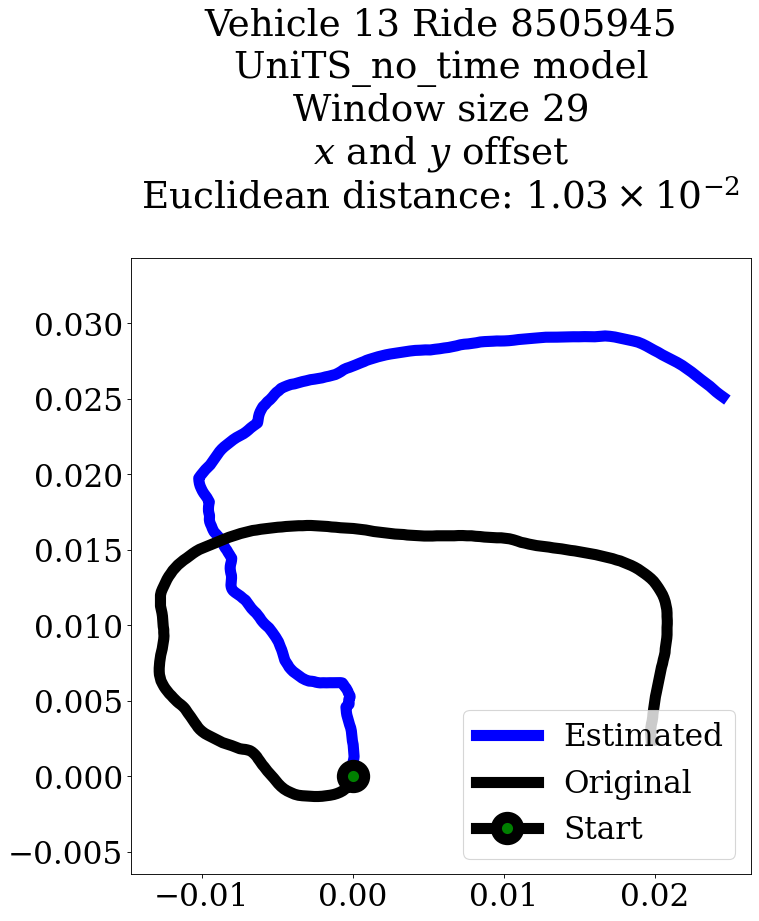 Vehicle 13 Ride 8505945
UniTS_no_time model
Window size 29
x and y offset
Euclidean distance: 1.03 × 10⁻²
0.030
0.025
0.020
0.015
0.010
0.005
0.000
−0.005
Estimated
Original
Start
−0.01 0.00 0.01 0.02